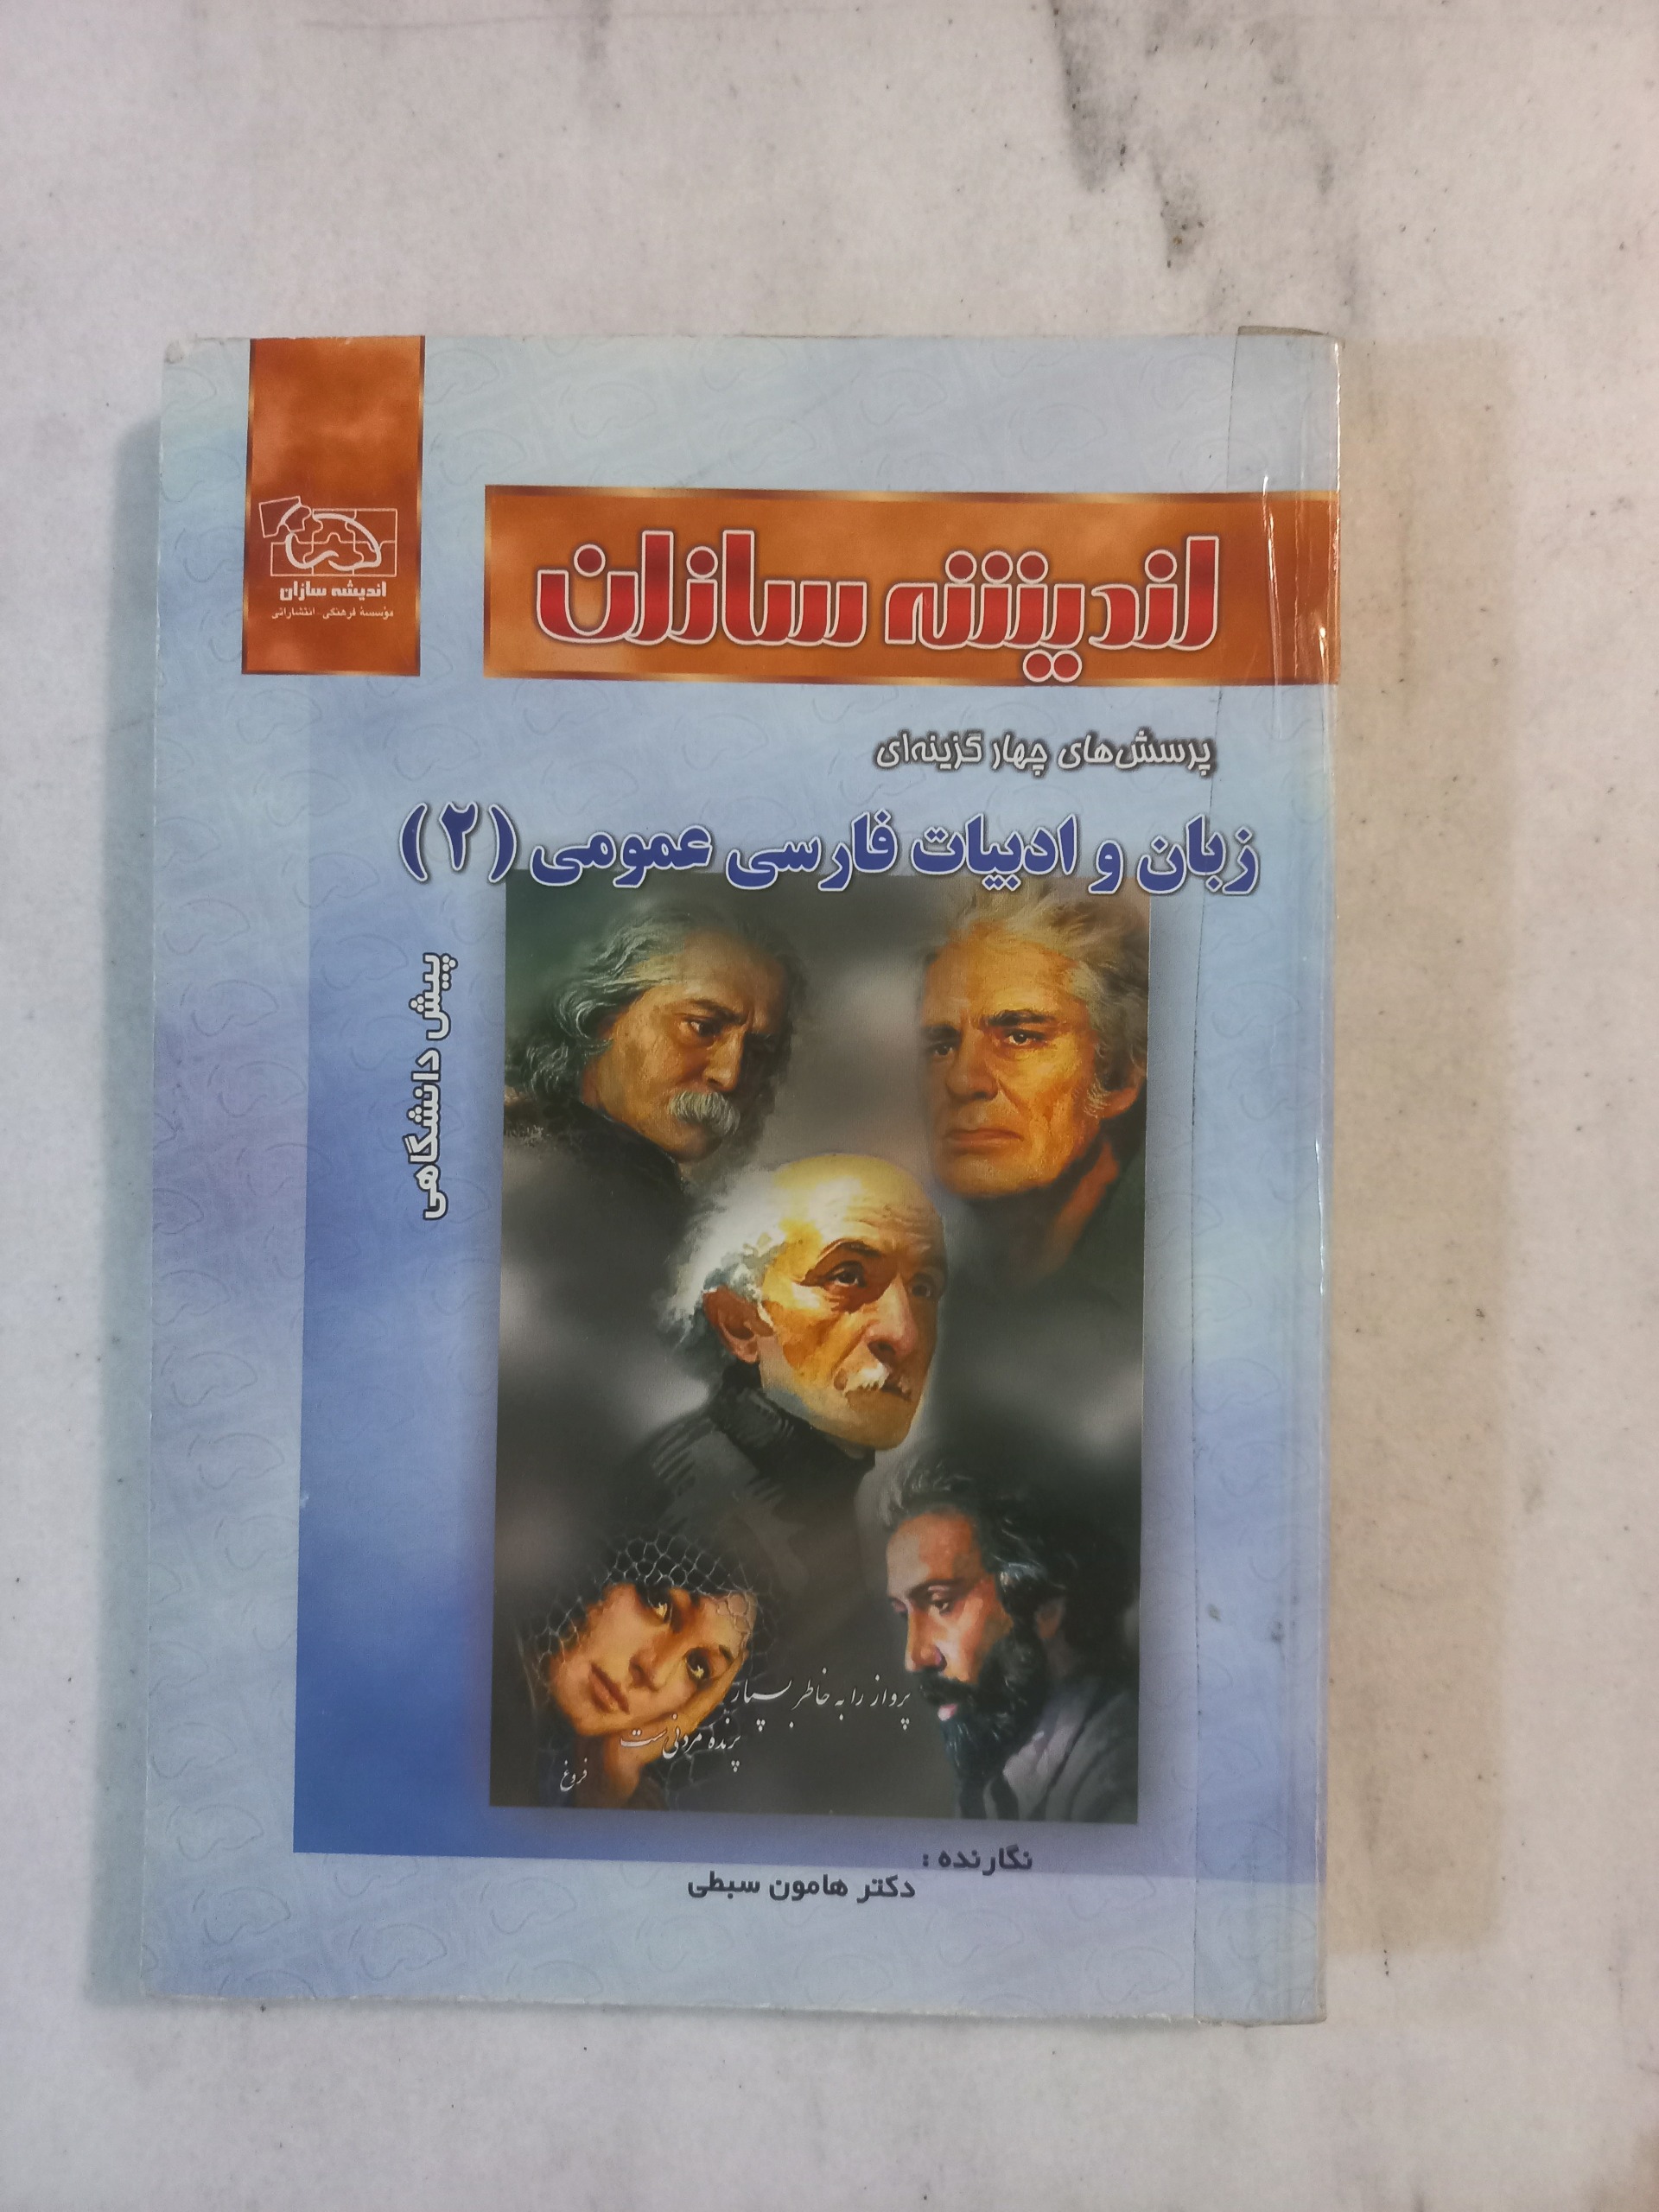 اندیشه سازان
مؤسسهٔ فرهنگی - انتشاراتی
اندیشه سازان
پرسش‌های چهار گزینه‌ای
زبان و ادبیات فارسی عمومی (۲)
پیش دانشگاهی
پرواز را به خاطر بسپار
پرنده مردنی ست
فروغ
نگارنده :
دکتر هامون سبطی